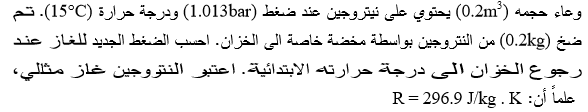 وعاء حجمه (0.2m³) يحتوي على نيتروجين عند ضغط (1.013bar) ودرجة حرارة (15°C). تم
ضخ (0.2kg) من النتروجين بواسطة مضخة خاصة الى الخزان. احسب الضغط الجديد للغاز عند
رجوع الخزان الى درجة حرارته الابتدائية. اعتبر النتروجين غاز مثللي،
علماً أن: R = 296.9 J/kg . K